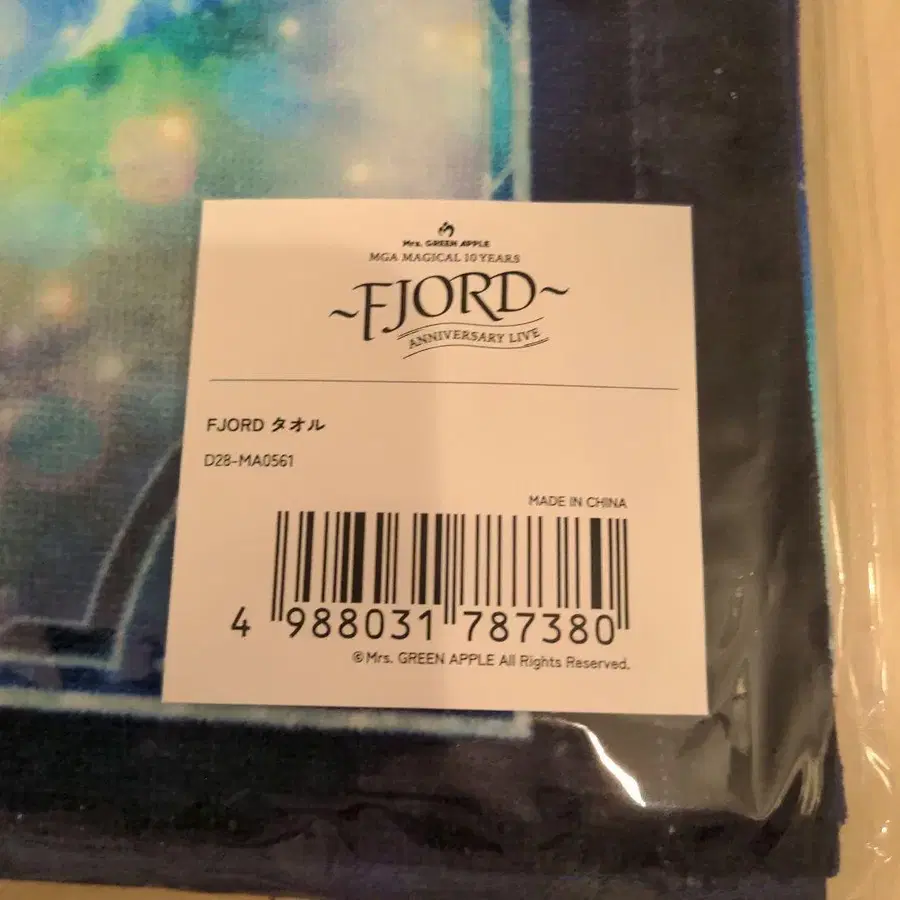 Mrs. GREEN APPLE
MGA MAGICAL 10 YEARS
~FJORD~
ANNIVERSARY LIVE
FJORD タオル
D28-MA0561
MADE IN CHINA
4 988031 787380
©Mrs. GREEN APPLE All Rights Reserved.